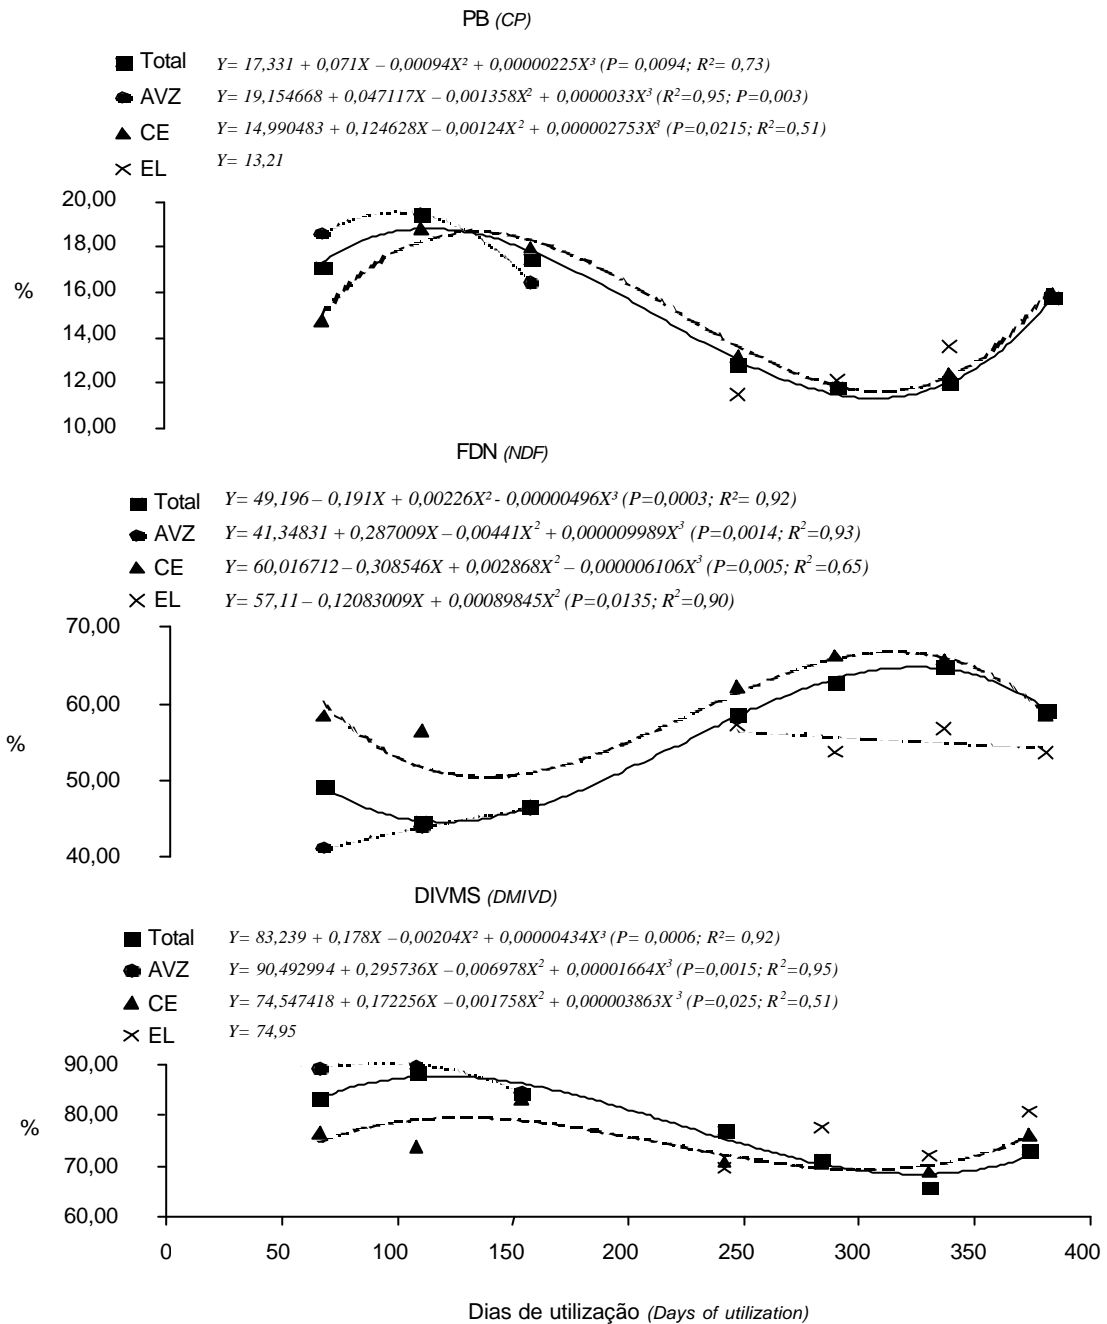 PB (CP)
Total Y= 17,331 + 0,071X – 0,00094X² + 0,00000225X³ (P= 0,0094; R²= 0,73)
AVZ Y= 19,154668 + 0,047117X – 0,001358X² + 0,0000033X³ (R²=0,95; P=0,003)
CE Y= 14,990483 + 0,124628X – 0,00124X² + 0,000002753X³ (P=0,0215; R²=0,51)
EL Y= 13,21
20,00
18,00
16,00
%
14,00
12,00
10,00
FDN (NDF)
Total Y= 49,196 – 0,191X + 0,00226X² - 0,00000496X³ (P=0,0003; R²= 0,92)
AVZ Y= 41,34831 + 0,287009X – 0,00441X² + 0,000009989X³ (P=0,0014; R²=0,93)
CE Y= 60,016712 – 0,308546X + 0,002868X² – 0,000006106X³ (P=0,005; R²=0,65)
EL Y= 57,11 – 0,12083009X + 0,00089845X² (P=0,0135; R²=0,90)
70,00
60,00
%
50,00
40,00
DIVMS (DMIVD)
Total Y= 83,239 + 0,178X – 0,00204X² + 0,00000434X³ (P= 0,0006; R²= 0,92)
AVZ Y= 90,492994 + 0,295736X – 0,006978X² + 0,00001664X³ (P=0,0015; R²=0,95)
CE Y= 74,547418 + 0,172256X – 0,001758X² + 0,000003863X³ (P=0,025; R²=0,51)
EL Y= 74,95
90,00
80,00
%
70,00
60,00
0 50 100 150 200 250 300 350 400
Dias de utilização (Days of utilization)